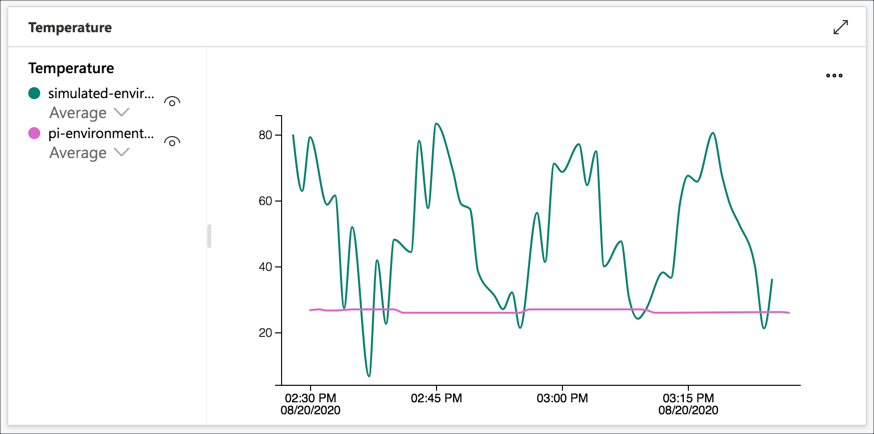 Temperature
Temperature
simulated-envir...
Average
pi-environment...
Average
80
60
40
20
02:30 PM 02:45 PM 03:00 PM 03:15 PM
08/20/2020 08/20/2020